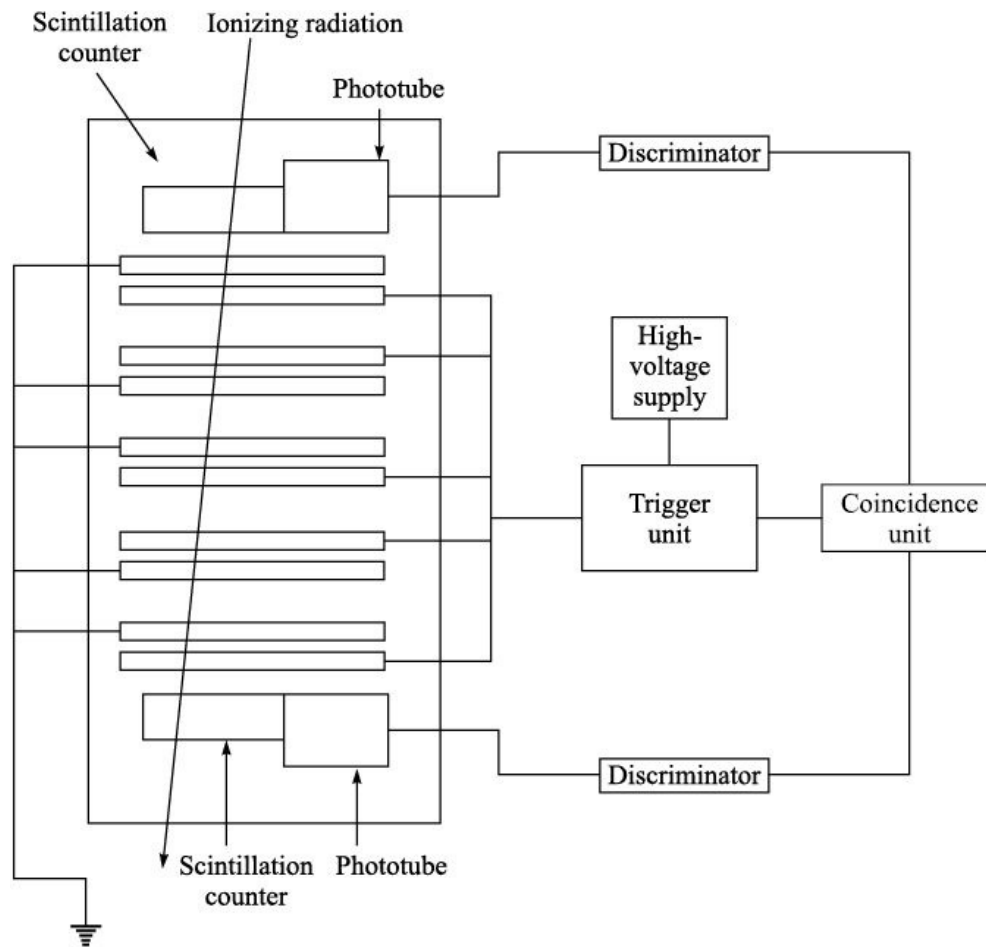 Scintillation
counter
Ionizing radiation
Phototube
Discriminator
High-
voltage
supply
Trigger
unit
Coincidence
unit
Discriminator
Scintillation
counter
Phototube